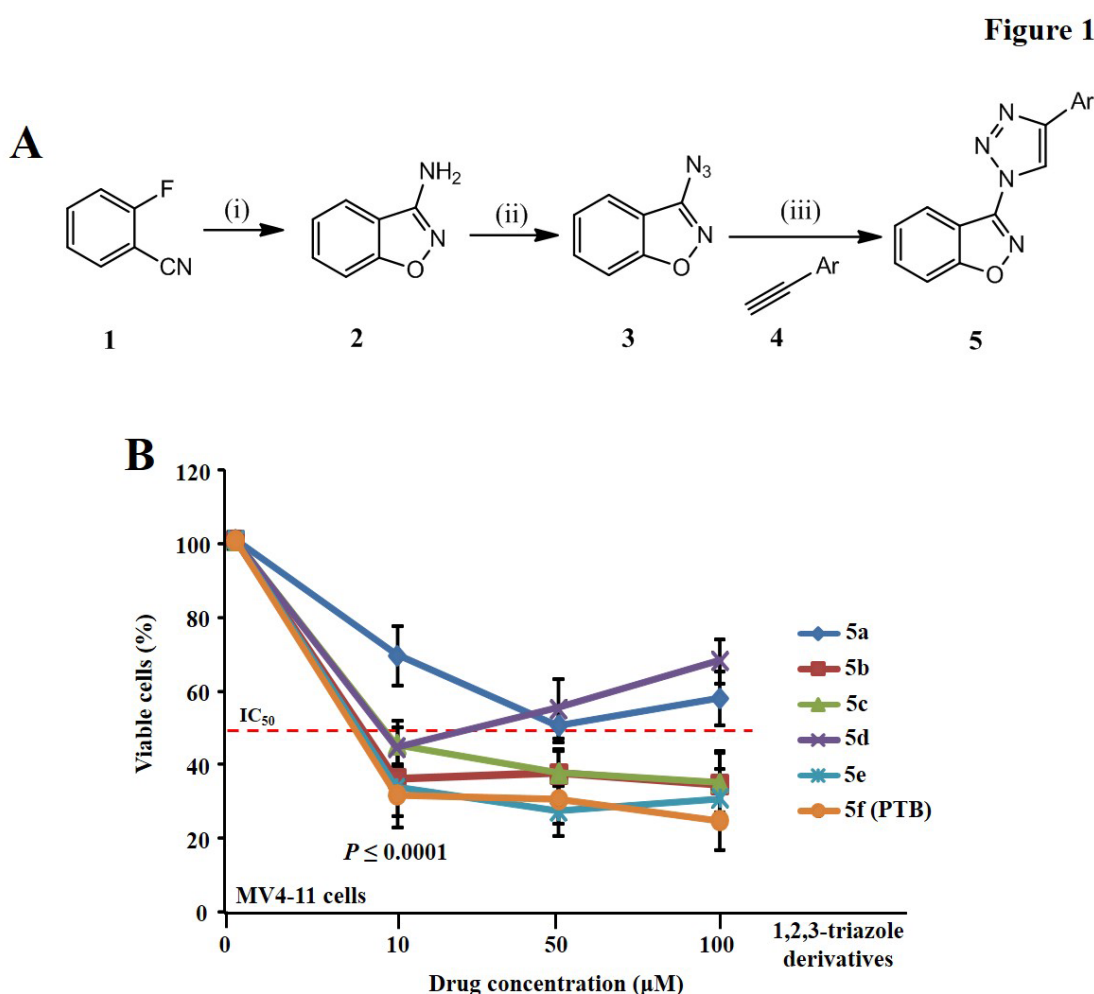 Figure 1
A
F
CN
(i)
NH2
N
O
(ii)
N3
N
O
(iii)
Ar
Ar
N
N
N
N
O
1
2
3
4
5
B
120
100
80
60
40
20
0
Viable cells (%)
IC50
P ≤ 0.0001
MV4-11 cells
5a
5b
5c
5d
5e
5f (PTB)
0
10
50
100
1,2,3-triazole
derivatives
Drug concentration (µM)